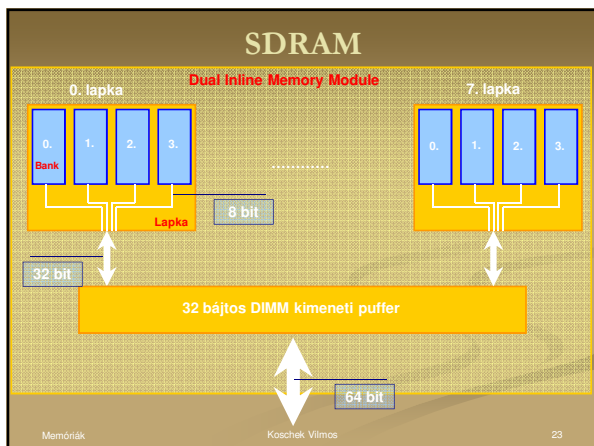 SDRAM
Dual Inline Memory Module
0. lapka
7. lapka
0. 1. 2. 3.
Bank
0. 1. 2. 3.
............
8 bit
Lapka
32 bit
32 bájtos DIMM kimeneti puffer
64 bit
Memóriák
Koschek Vilmos
23